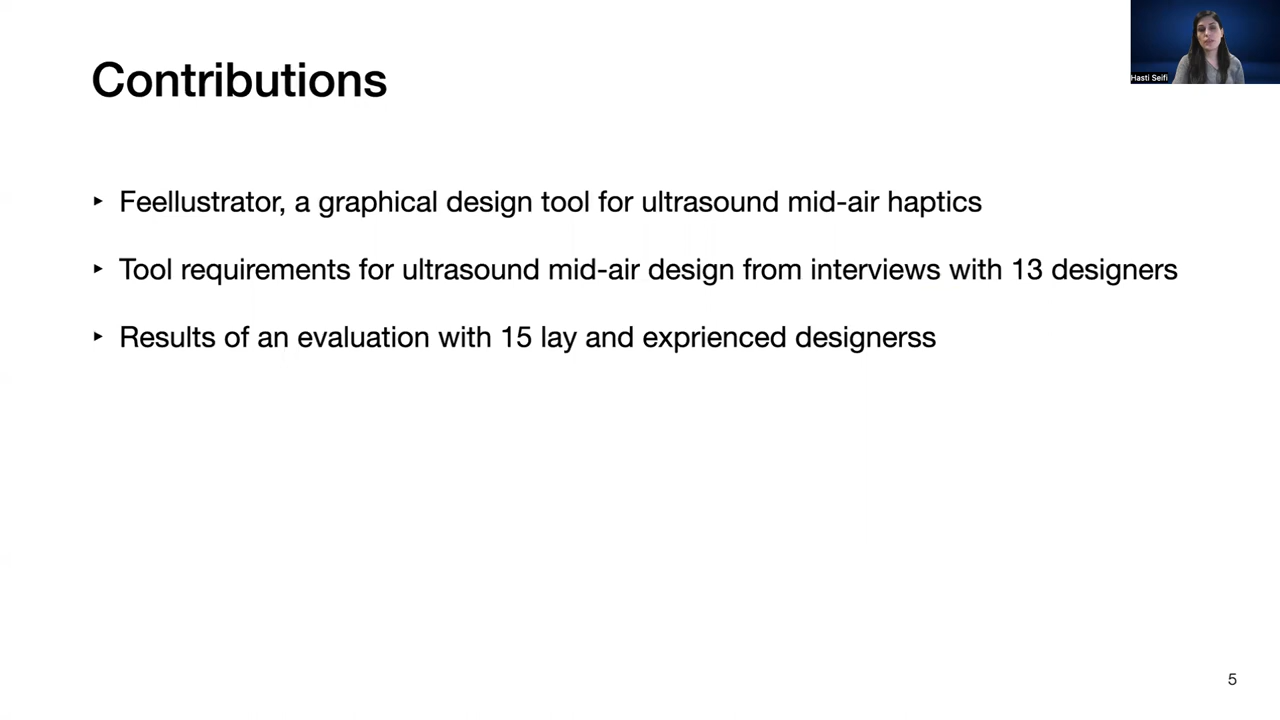 Hasti Seifi
Contributions
‣ Feellustrator, a graphical design tool for ultrasound mid-air haptics
‣ Tool requirements for ultrasound mid-air design from interviews with 13 designers
‣ Results of an evaluation with 15 lay and exprienced designerss
5